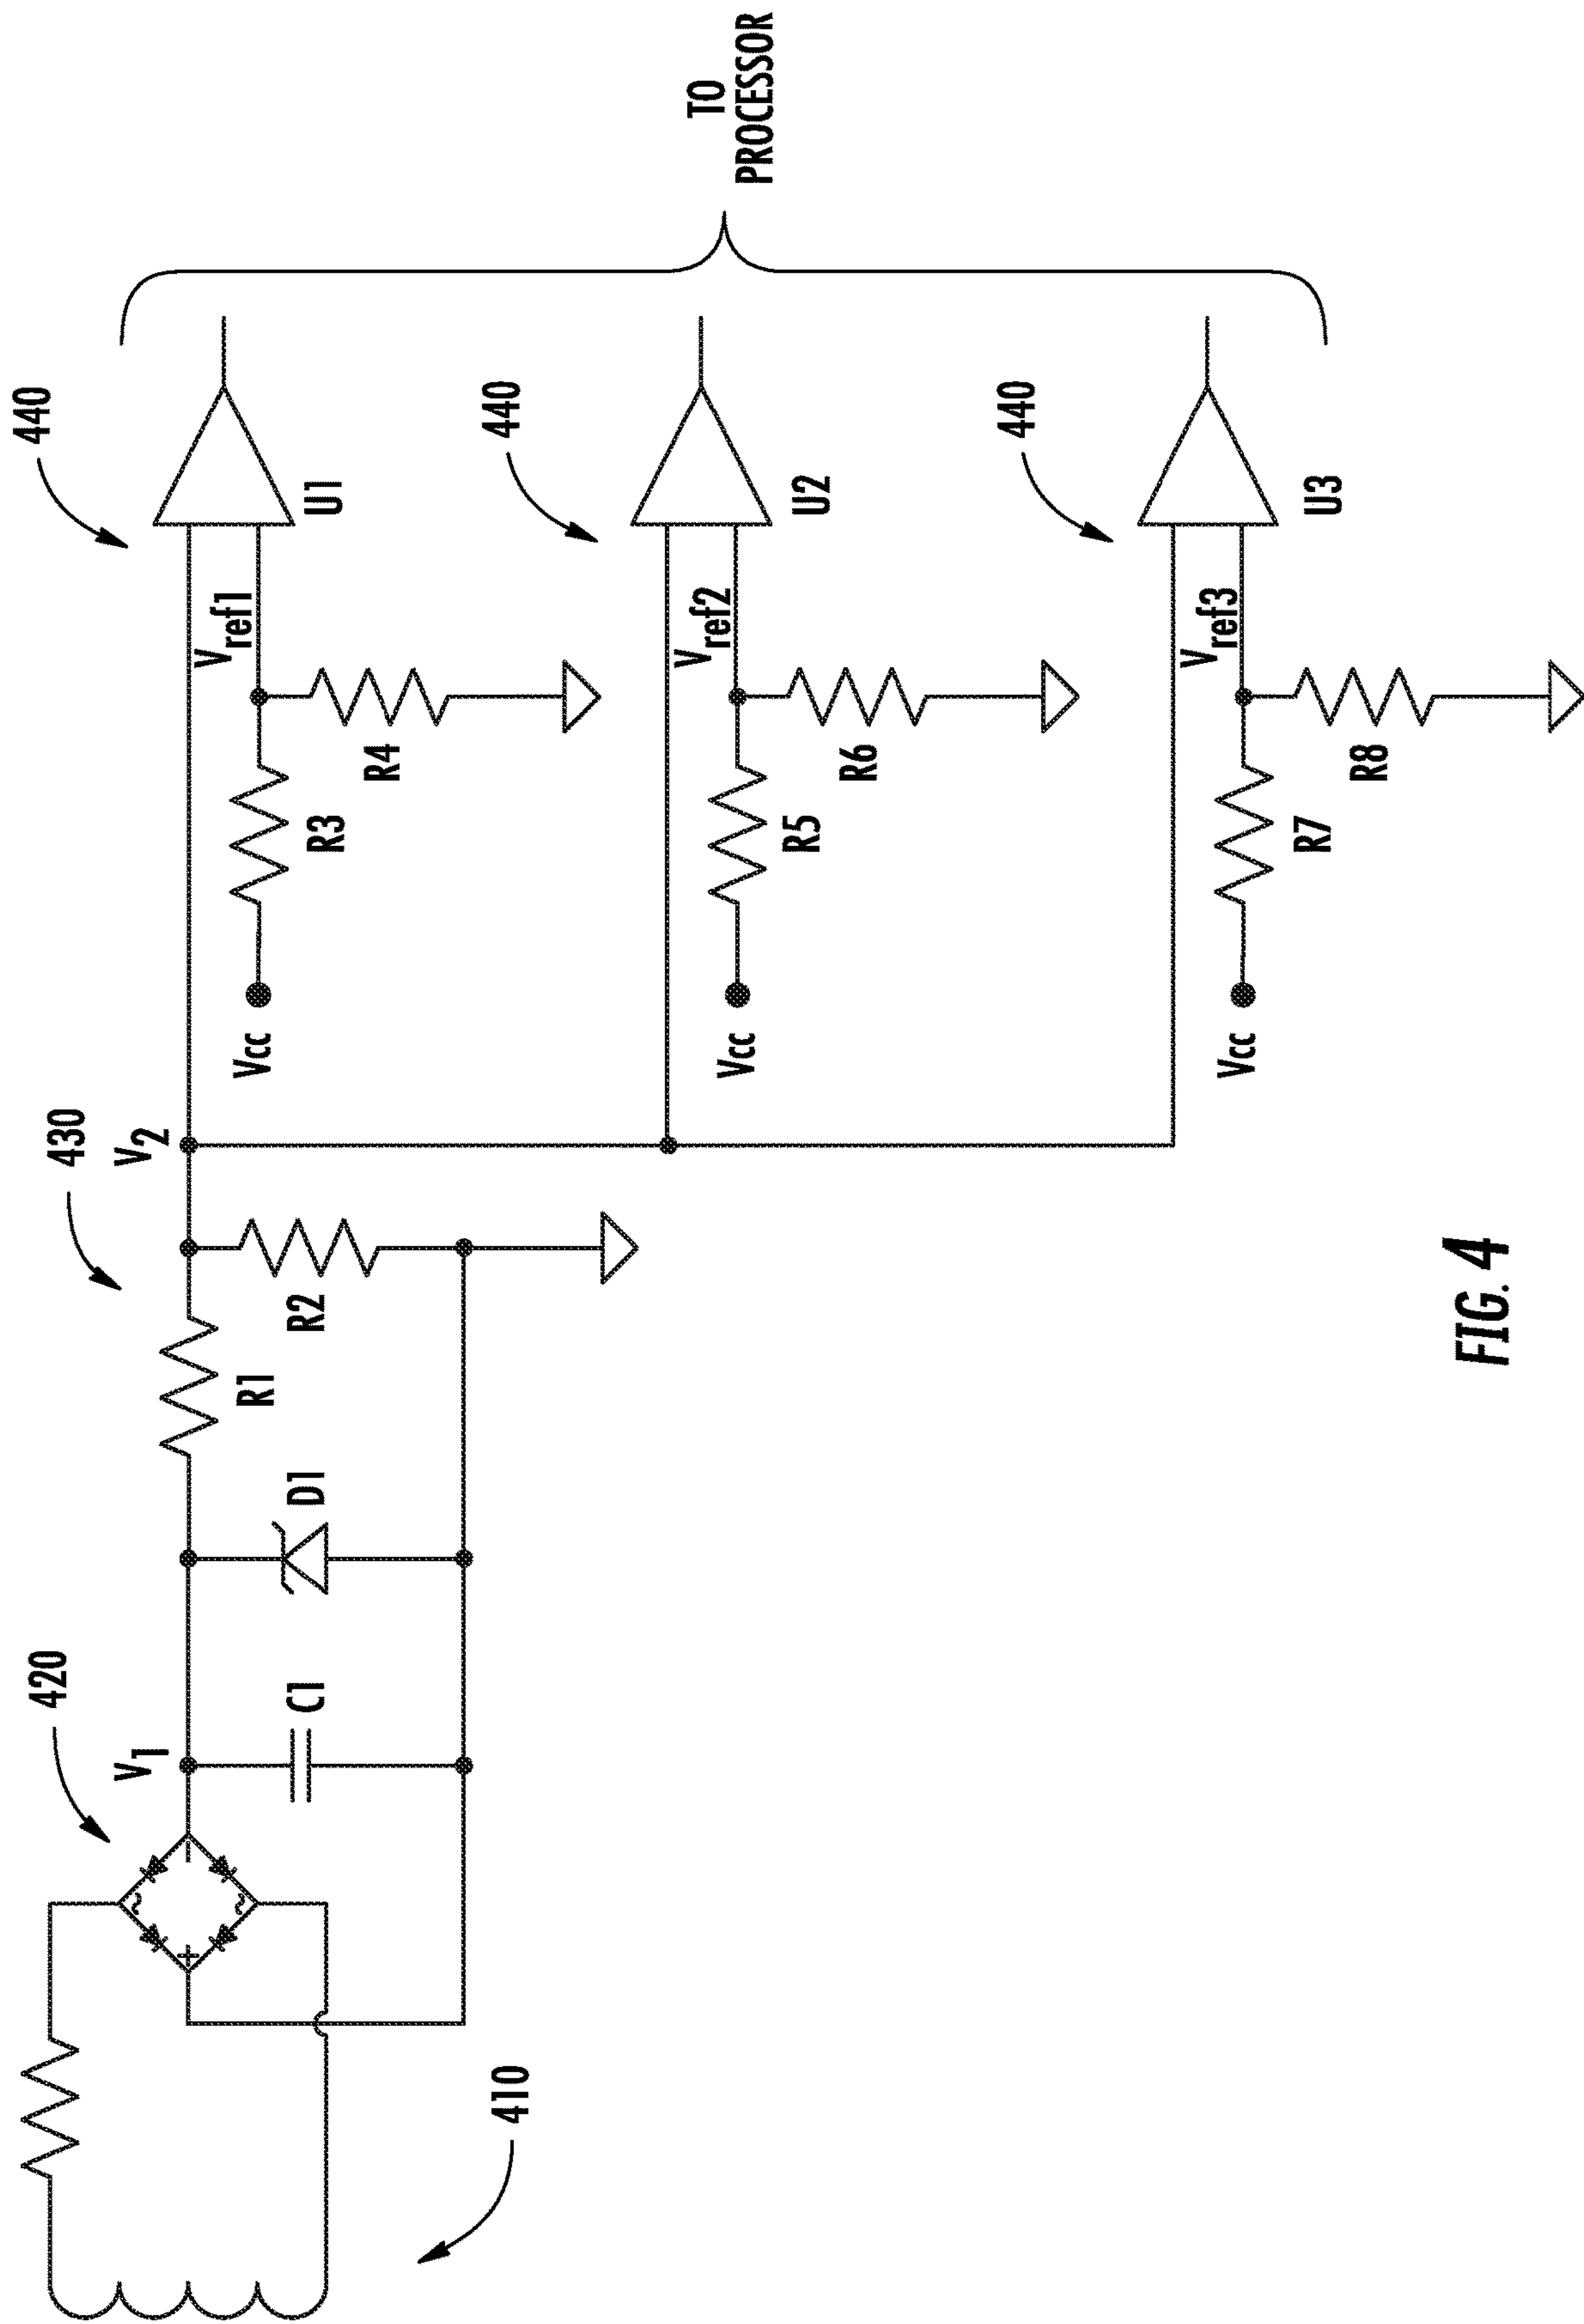 410
420
V1
C1
D1
R1
R2
430
V2
Vcc
R3
R4
Vref1
U1
440
Vcc
R5
R6
Vref2
U2
440
Vcc
R7
R8
Vref3
U3
440
TO
PROCESSOR
~
~
+
−
FIG. 4